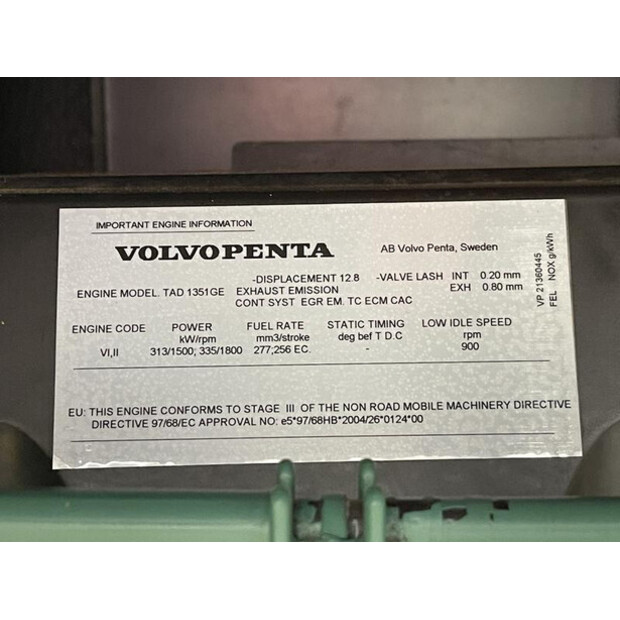 IMPORTANT ENGINE INFORMATION
VOLVO PENTA
AB Volvo Penta, Sweden
-DISPLACEMENT 12.8 -VALVE LASH INT 0.20 mm
ENGINE MODEL. TAD 1351GE EXHAUST EMISSION EXH 0.80 mm
CONT SYST EGR EM. TC ECM CAC
ENGINE CODE POWER FUEL RATE STATIC TIMING LOW IDLE SPEED
kW/rpm mm3/stroke deg bef T D.C rpm
VI,II 313/1500; 335/1800 277;256 EC. - 900
EU: THIS ENGINE CONFORMS TO STAGE III OF THE NON ROAD MOBILE MACHINERY DIRECTIVE
DIRECTIVE 97/68/EC APPROVAL NO: e5*97/68HB*2004/26*0124*00
VP 21360445
FEL NOX g/kWh